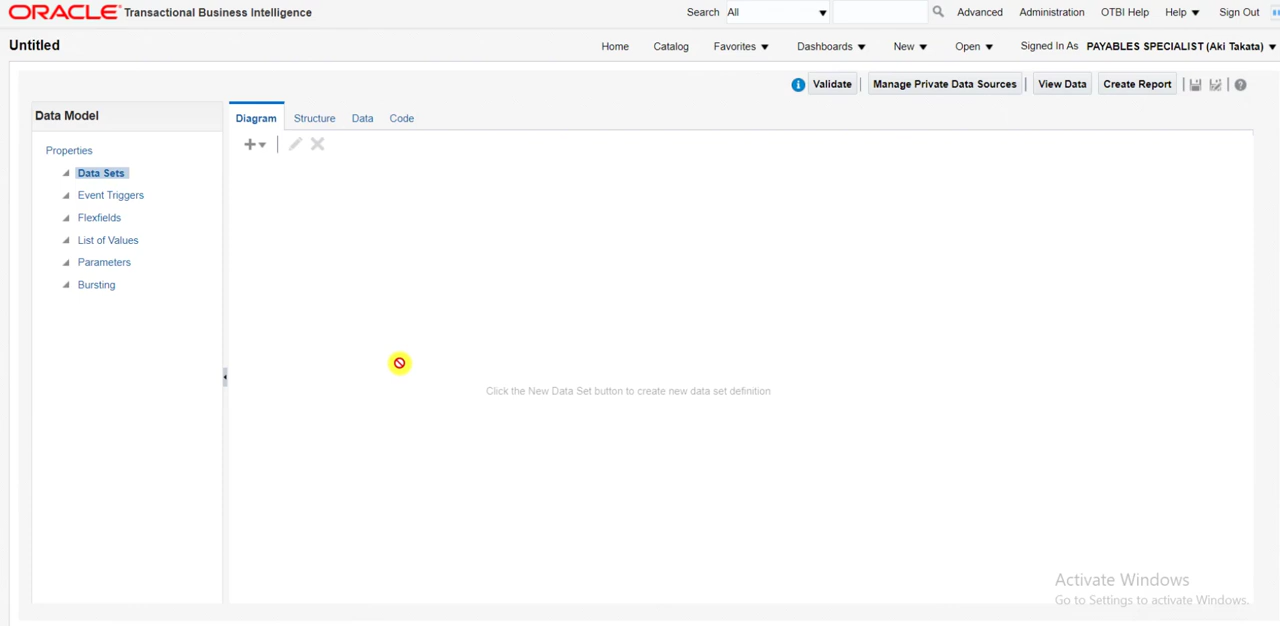 ORACLE Transactional Business Intelligence Search All Advanced Administration OTBI Help Help Sign Out
Untitled Home Catalog Favorites Dashboards New Open Signed In As PAYABLES SPECIALIST (Aki Takata)
Validate Manage Private Data Sources View Data Create Report
Data Model
Diagram Structure Data Code
Properties
Data Sets
Event Triggers
Flexfields
List of Values
Parameters
Bursting
Click the New Data Set button to create new data set definition
Activate Windows
Go to Settings to activate Windows.